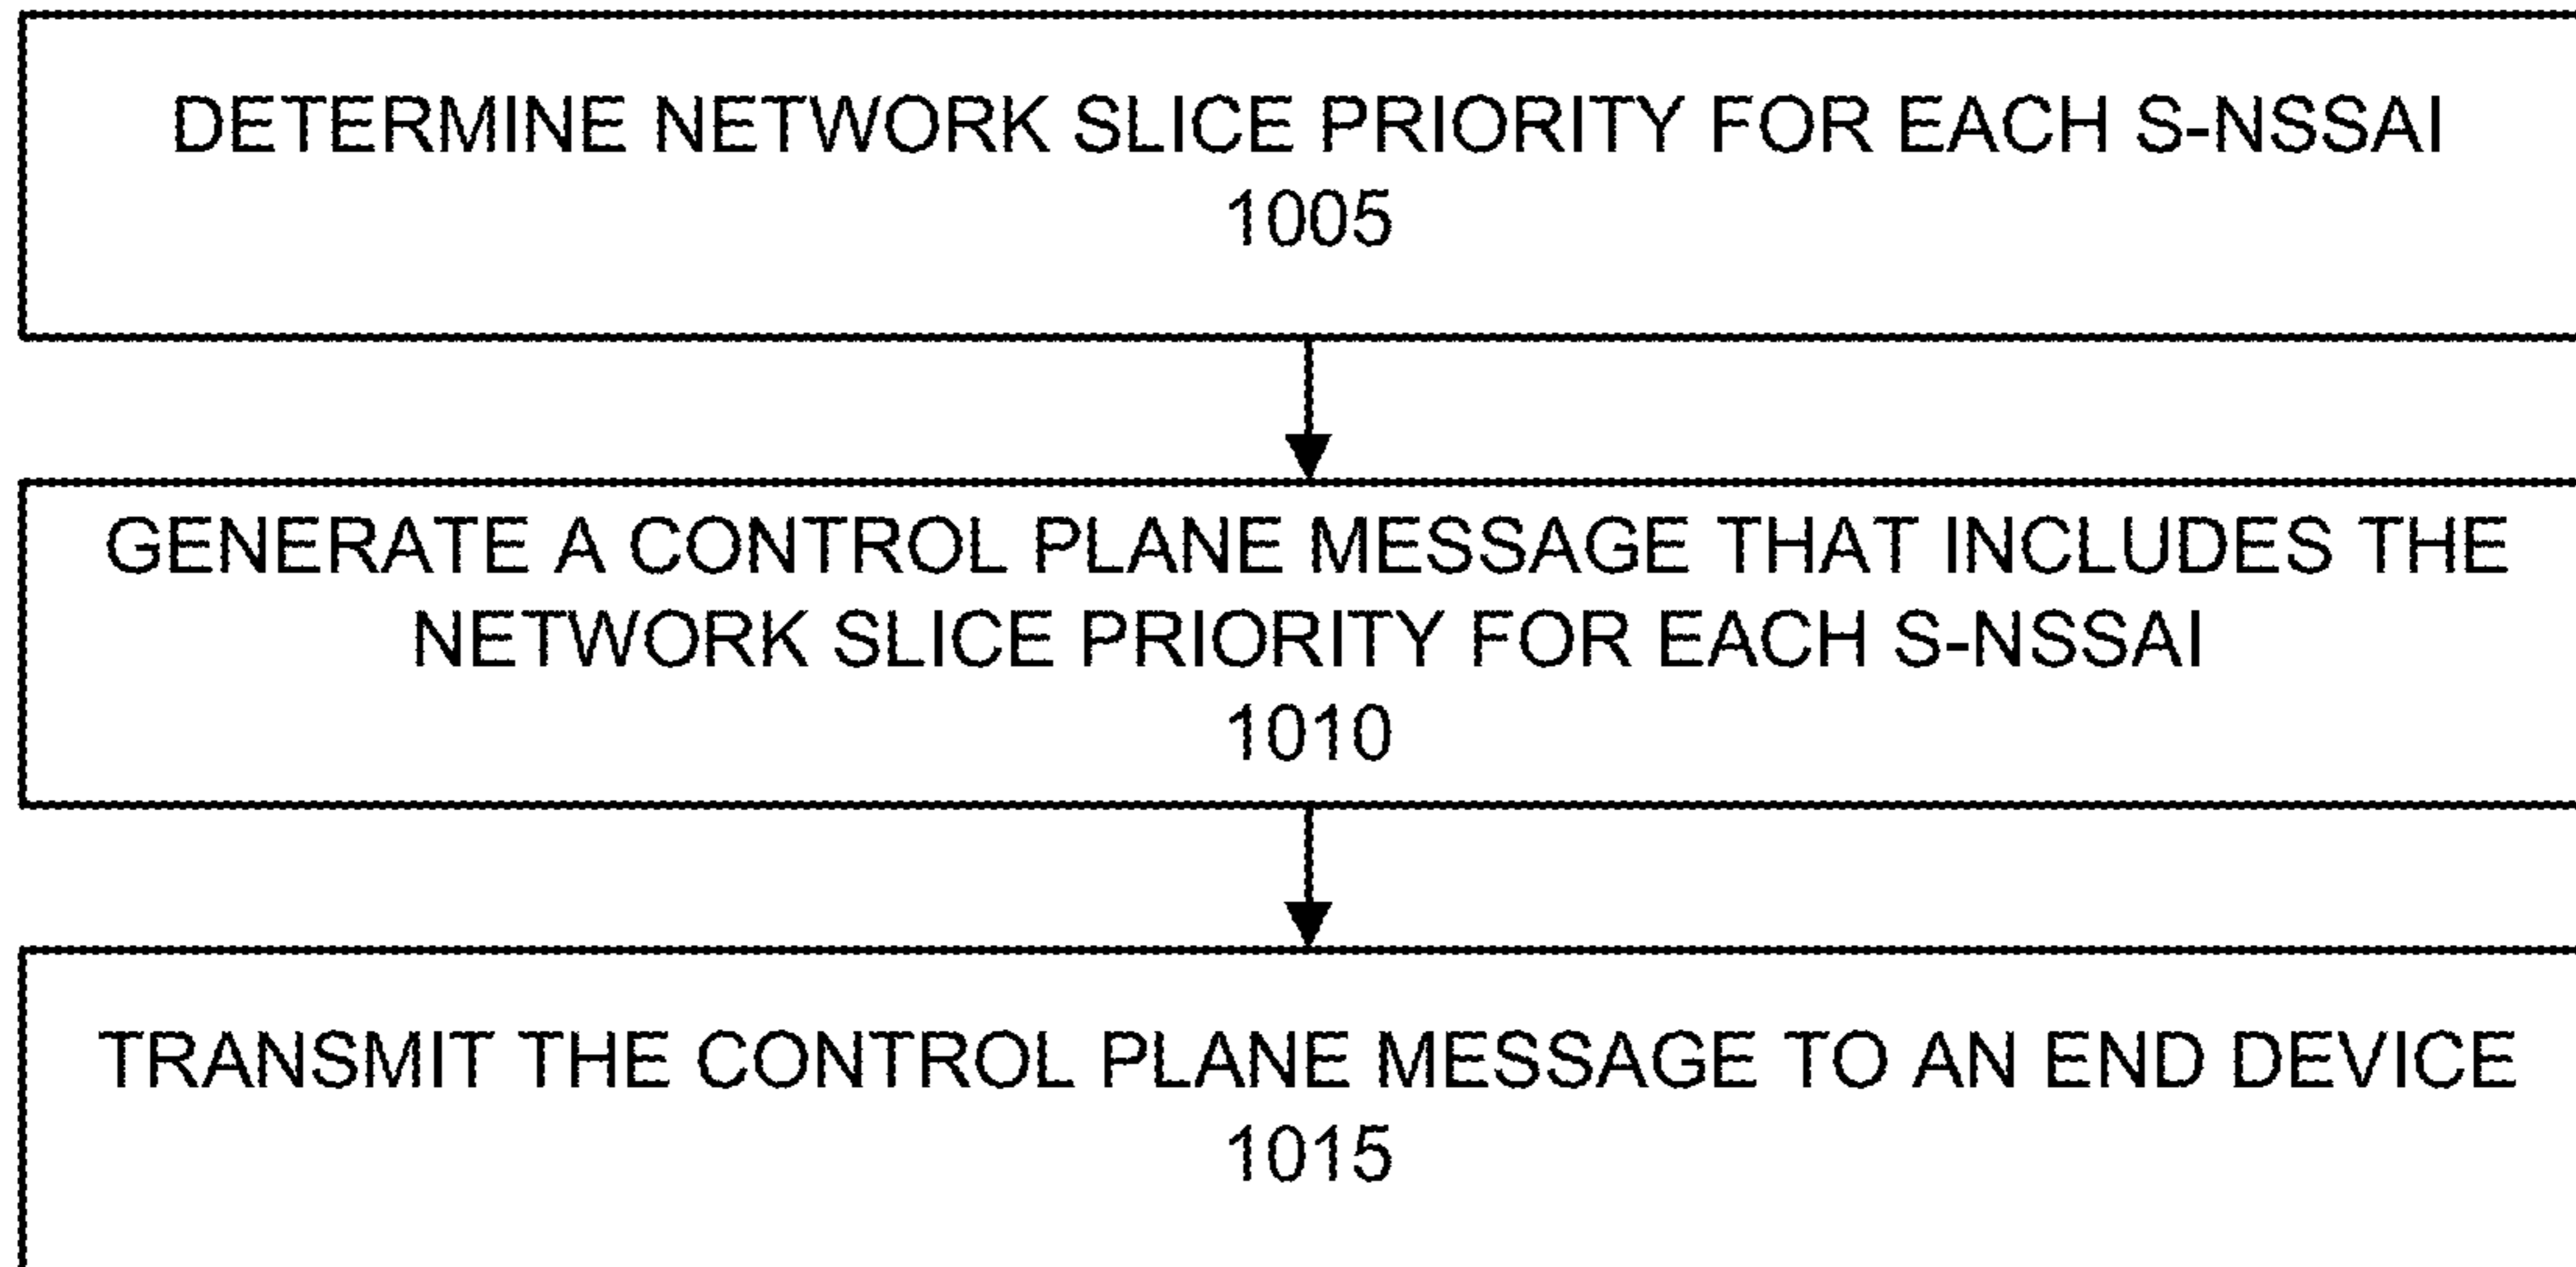 DETERMINE NETWORK SLICE PRIORITY FOR EACH S-NSSAI
1005
GENERATE A CONTROL PLANE MESSAGE THAT INCLUDES THE
NETWORK SLICE PRIORITY FOR EACH S-NSSAI
1010
TRANSMIT THE CONTROL PLANE MESSAGE TO AN END DEVICE
1015